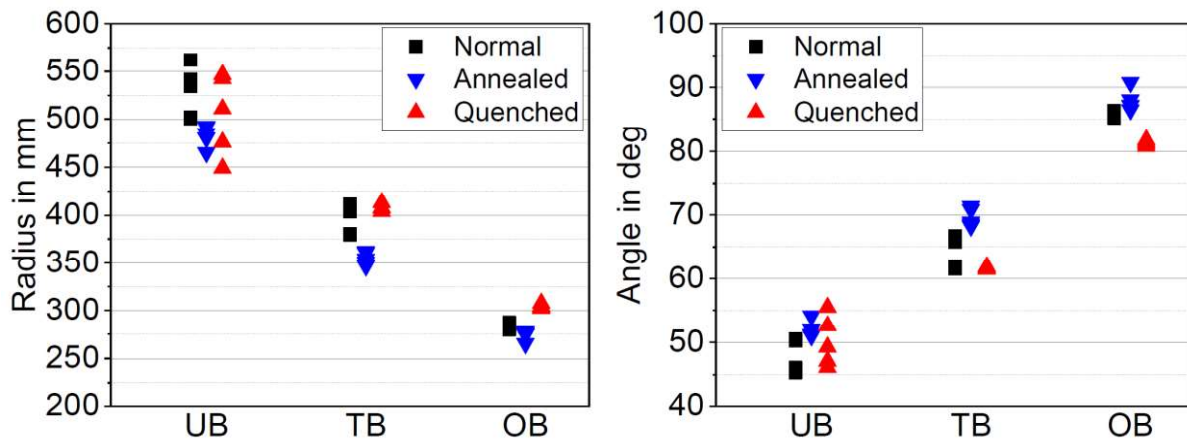 Radius in mm
600
550
500
450
400
350
300
250
200
Normal
Annealed
Quenched
UB TB OB
Angle in deg
100
90
80
70
60
50
40
Normal
Annealed
Quenched
UB TB OB